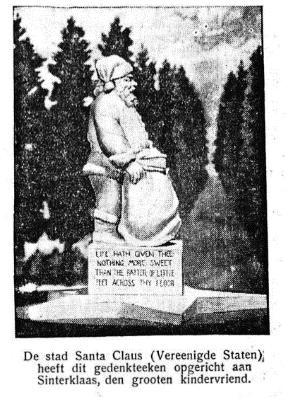 LIFE HATH GIVEN THEE
NOTHING MORE SWEET
THAN THE PATTER OF LITTLE
FEET ACROSS THY FLOOR
De stad Santa Claus (Vereenigde Staten),
heeft dit gedenkteeken opgericht aan
Sinterklaas, den grooten kindervriend.